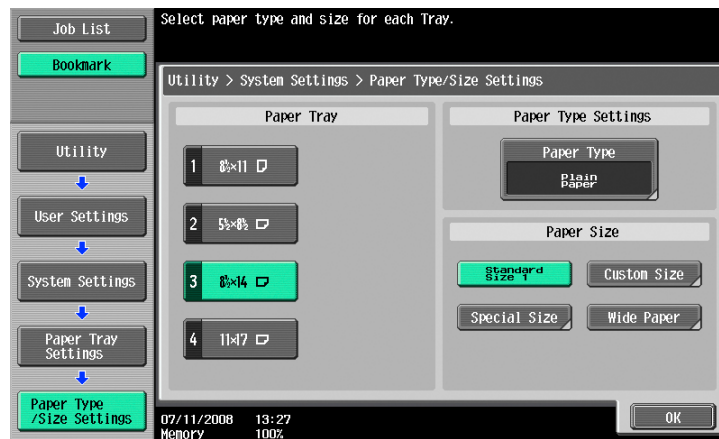 Job List
Bookmark
Select paper type and size for each Tray.
Utility > System Settings > Paper Type/Size Settings
Utility
User Settings
System Settings
Paper Tray
Settings
Paper Type
/Size Settings
Paper Tray
1 8½×11
2 5½×8½
3 8½×14
4 11×17
Paper Type Settings
Paper Type
Plain
Paper
Paper Size
Standard
Size 1
Custom Size
Special Size
Wide Paper
07/11/2008 13:27
Memory 100%
OK